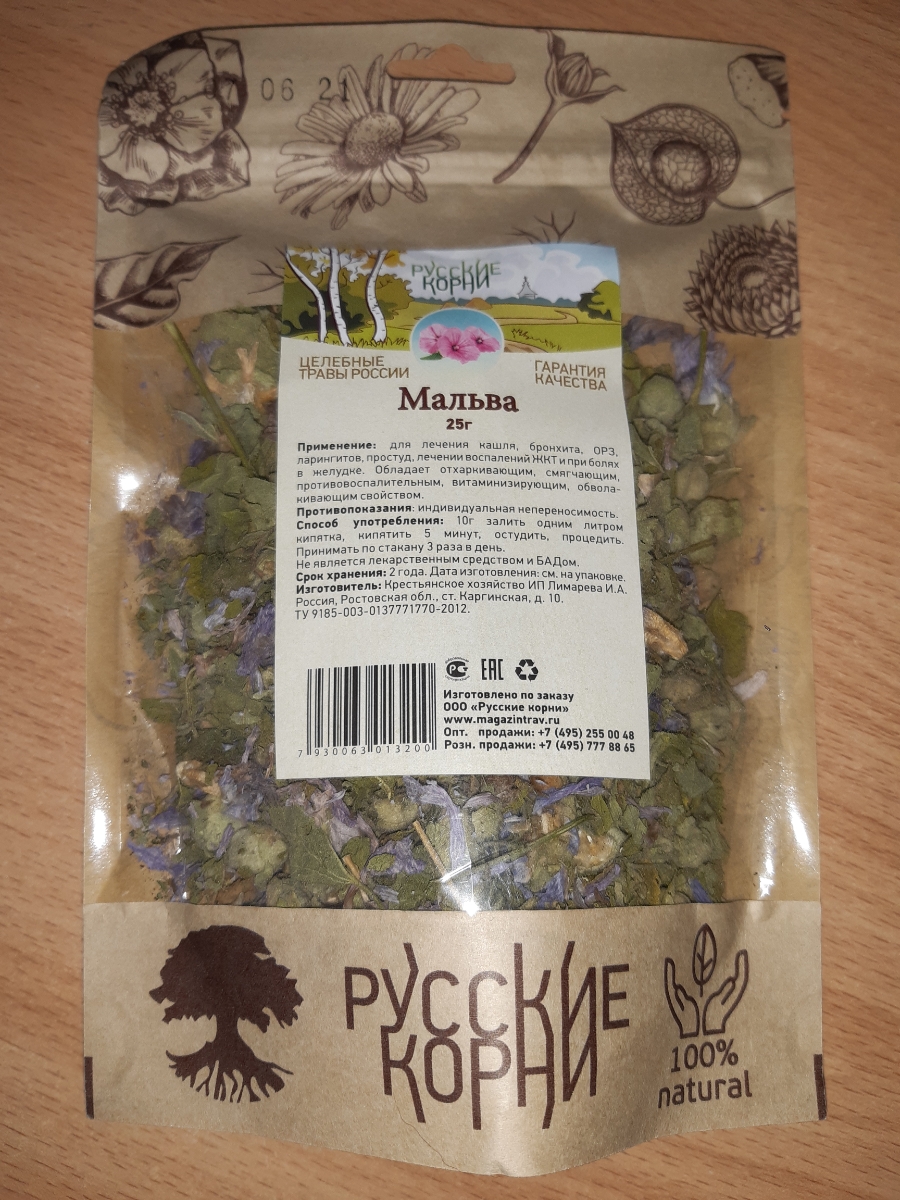 06 21
РУССКИЕ
КОРНИ
ЦЕЛЕБНЫЕ
ТРАВЫ РОССИИ
ГАРАНТИЯ
КАЧЕСТВА
Мальва
25г
Применение: для лечения кашля, бронхита, ОРЗ,
ларингитов, простуд, лечении воспалений ЖКТ и при болях
в желудке. Обладает отхаркивающим, смягчающим,
противовоспалительным, витаминизирующим, обвола-
кивающим свойством.
Противопоказания: индивидуальная непереносимость.
Способ употребления: 10г залить одним литром
кипятка, кипятить 5 минут, остудить, процедить.
Принимать по стакану 3 раза в день.
Не является лекарственным средством и БАДом.
Срок хранения: 2 года. Дата изготовления: см. на упаковке.
Изготовитель: Крестьянское хозяйство ИП Лимарева И.А.
Россия, Ростовская обл., ст. Каргинская, д. 10.
ТУ 9185-003-0137771770-2012.
EAC
Изготовлено по заказу
ООО «Русские корни»
www.magazintrav.ru
Опт. продажи: +7 (495) 255 00 48
Розн. продажи: +7 (495) 777 88 65
7 930063 013200
РУССКИЕ
КОРНИ
100%
natural